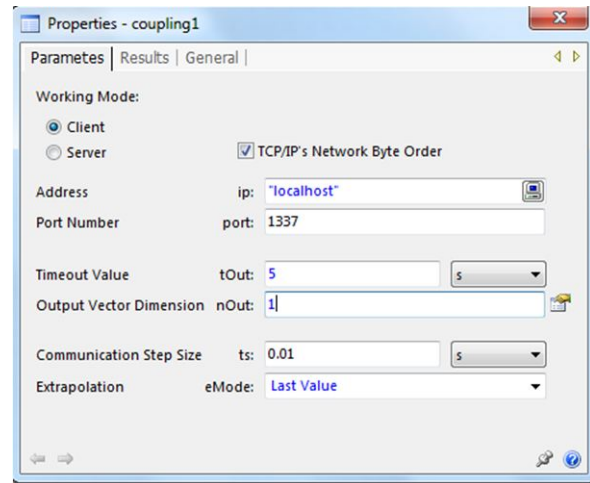 Properties - coupling1
Parametes | Results | General |
Working Mode:
Client
Server
TCP/IP's Network Byte Order
Address ip: "localhost"
Port Number port: 1337
Timeout Value tOut: 5 s
Output Vector Dimension nOut: 1
Communication Step Size ts: 0.01 s
Extrapolation eMode: Last Value